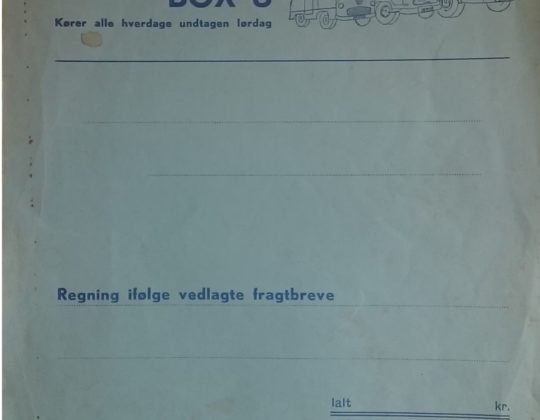 BOX 8
Kører alle hverdage undtagen lørdag
Regning ifølge vedlagte fragtbreve
Ialt kr.